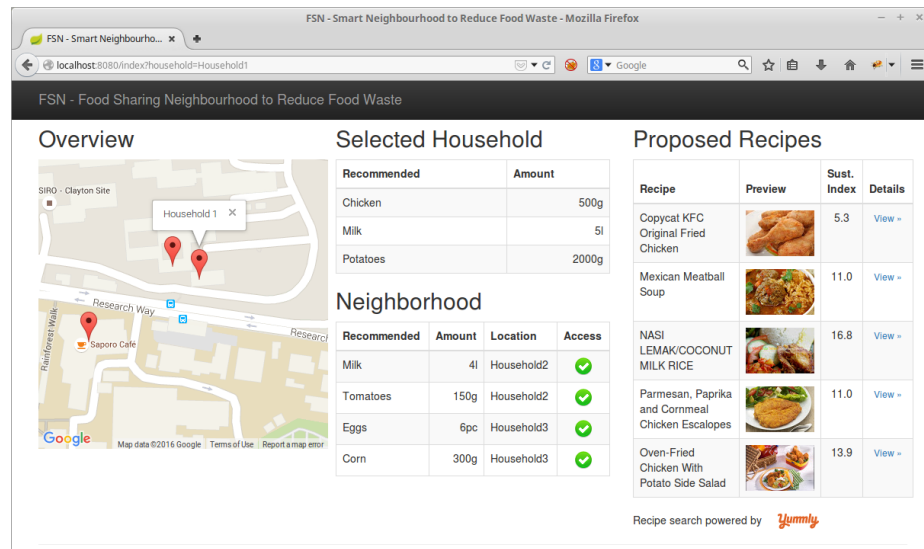 FSN - Smart Neighbourhood to Reduce Food Waste - Mozilla Firefox
FSN - Smart Neighbourho...
localhost:8080/index?household=Household1
Google
FSN - Food Sharing Neighbourhood to Reduce Food Waste
Overview
SIRO - Clayton Site
Household 1
Research Way
Research
Rainforest Walk
Saporo Café
Google
Map data ©2016 Google Terms of Use Report a map error
Selected Household
Recommended Amount
Chicken 500g
Milk 5l
Potatoes 2000g
Neighborhood
Recommended Amount Location Access
Milk 4l Household2
Tomatoes 150g Household2
Eggs 6pc Household3
Corn 300g Household3
Proposed Recipes
Recipe Preview Sust. Index Details
Copycat KFC
Original Fried
Chicken
5.3 View »
Mexican Meatball
Soup
11.0 View »
NASI
LEMAK/COCONUT
MILK RICE
16.8 View »
Parmesan, Paprika
and Cornmeal
Chicken Escalopes
11.0 View »
Oven-Fried
Chicken With
Potato Side Salad
13.9 View »
Recipe search powered by Yummly